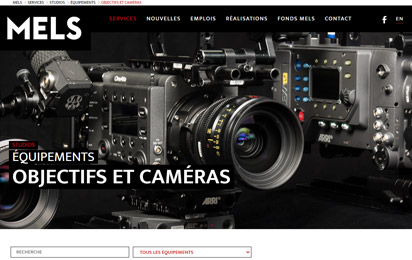 MELS SERVICES STUDIOS ÉQUIPEMENTS OBJECTIFS ET CAMÉRAS
MELS
SERVICES NOUVELLES EMPLOIS RÉALISATIONS FONDS MELS CONTACT f EN
STUDIOS
ÉQUIPEMENTS
OBJECTIFS ET CAMÉRAS
ARRI
RECHERCHE
TOUS LES ÉQUIPEMENTS